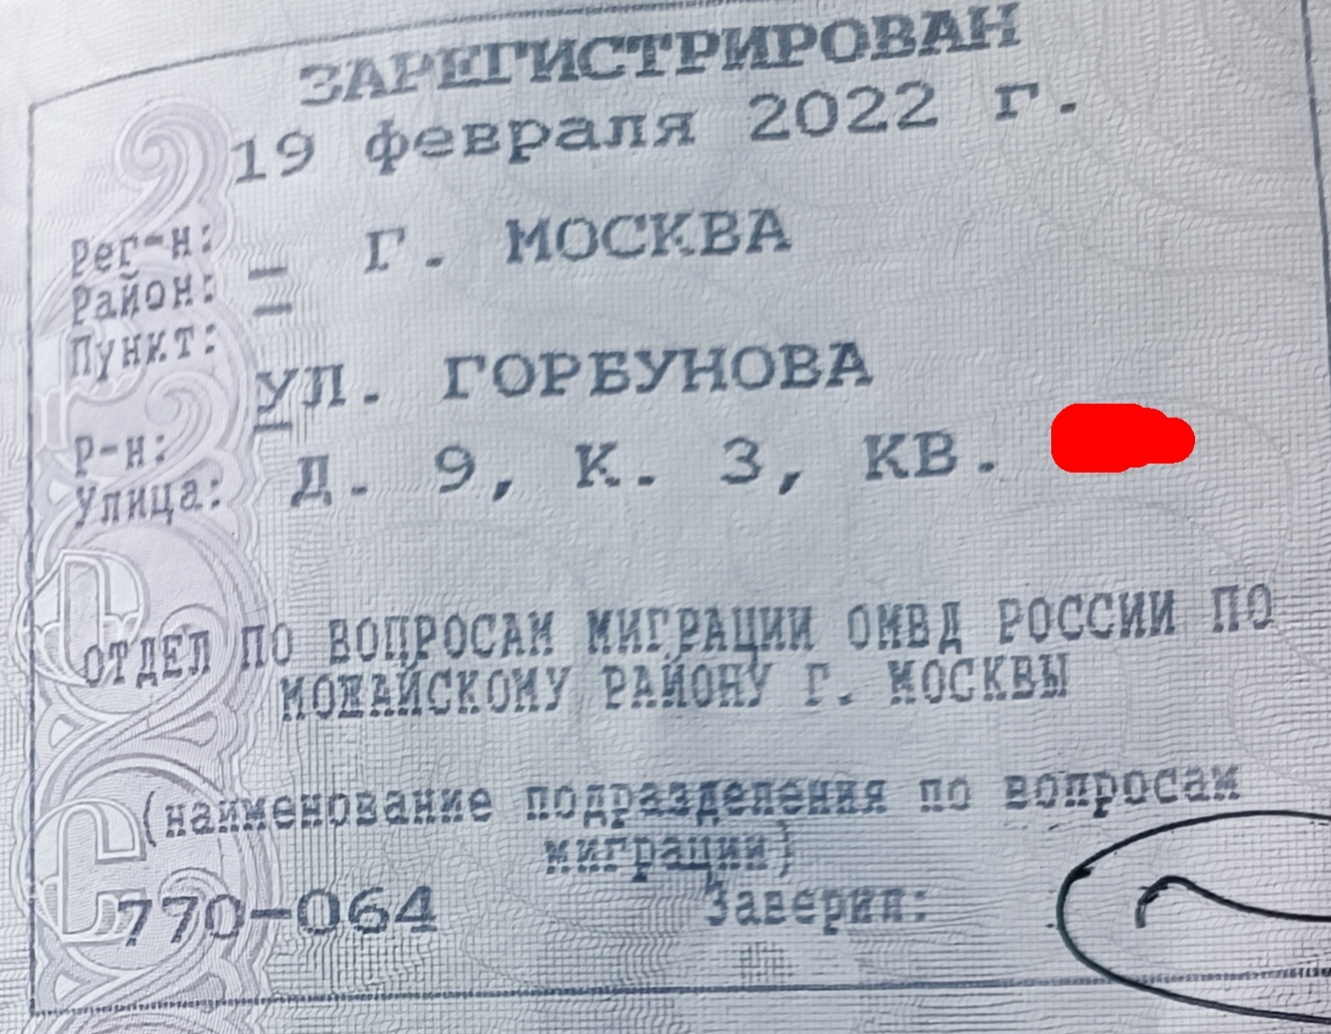 ЗАРЕГИСТРИРОВАН
19 февраля 2022 г.
Рег-н: Г. МОСКВА
Район: –
Пункт: –
УЛ. ГОРБУНОВА
Р-н: –
Улица: Д. 9, К. 3, КВ.
ОТДЕЛ ПО ВОПРОСАМ МИГРАЦИИ ОМВД РОССИИ ПО
МОЖАЙСКОМУ РАЙОНУ Г. МОСКВЫ
(наименование подразделения по вопросам
миграции)
770-064 Заверил: